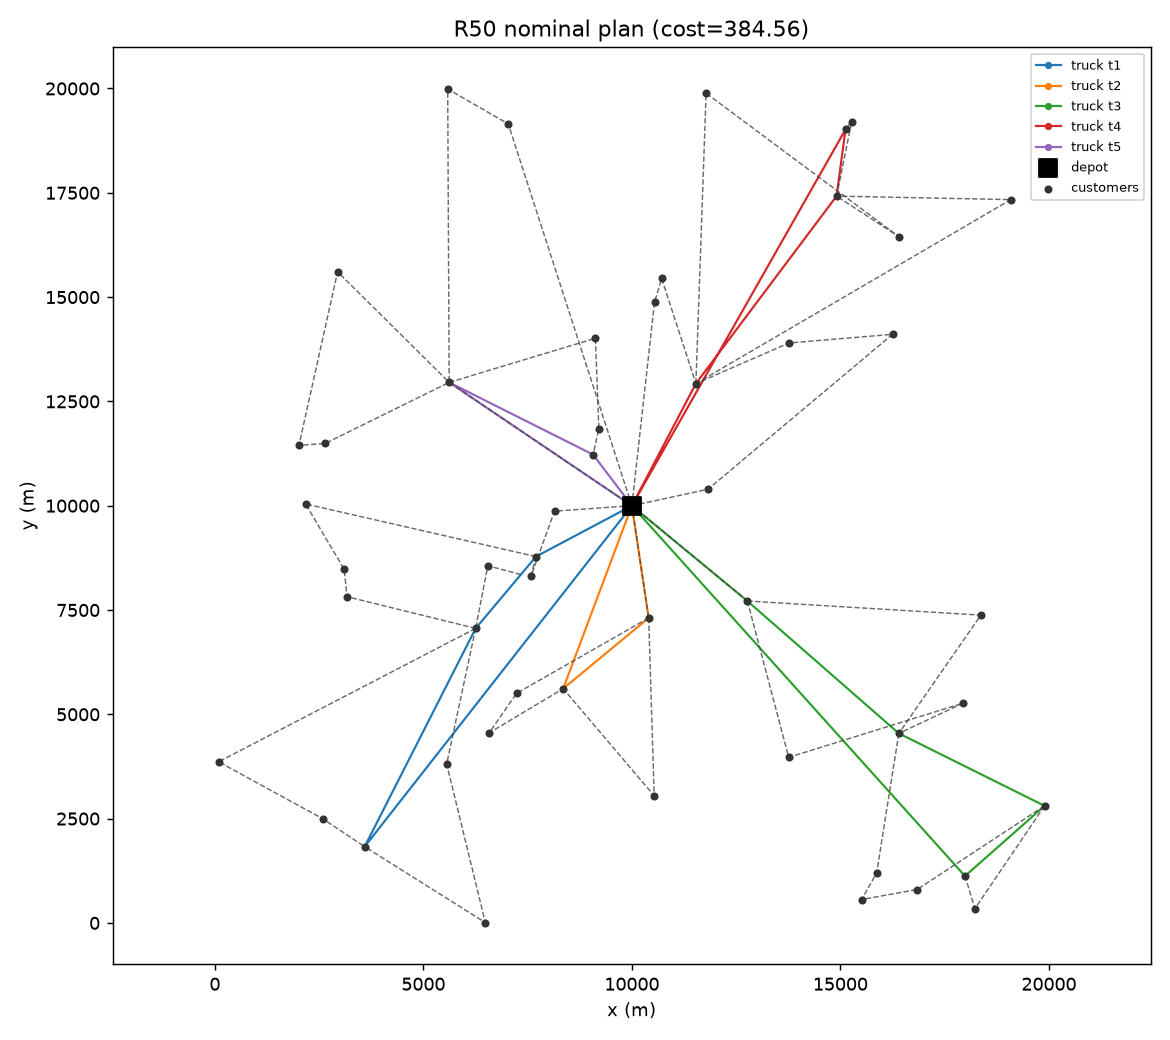 R50 nominal plan (cost=384.56)
truck t1
truck t2
truck t3
truck t4
truck t5
depot
customers
y (m)
20000
17500
15000
12500
10000
7500
5000
2500
0
0
5000
10000
15000
20000
x (m)